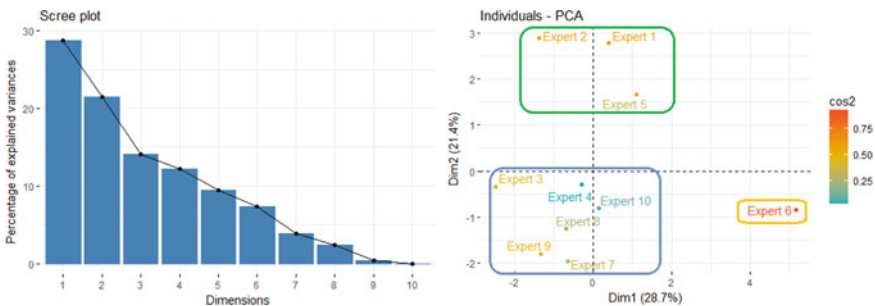 Scree plot
Percentage of explained variances
30
20
10
0
1 2 3 4 5 6 7 8 9 10
Dimensions
Individuals - PCA
Dim2 (21.4%)
3
2
1
0
-1
-2
Expert 2
Expert 1
Expert 5
Expert 3
Expert 4
Expert 10
Expert 8
Expert 6
Expert 9
Expert 7
-2 0 2 4
Dim1 (28.7%)
cos2
0.75
0.50
0.25